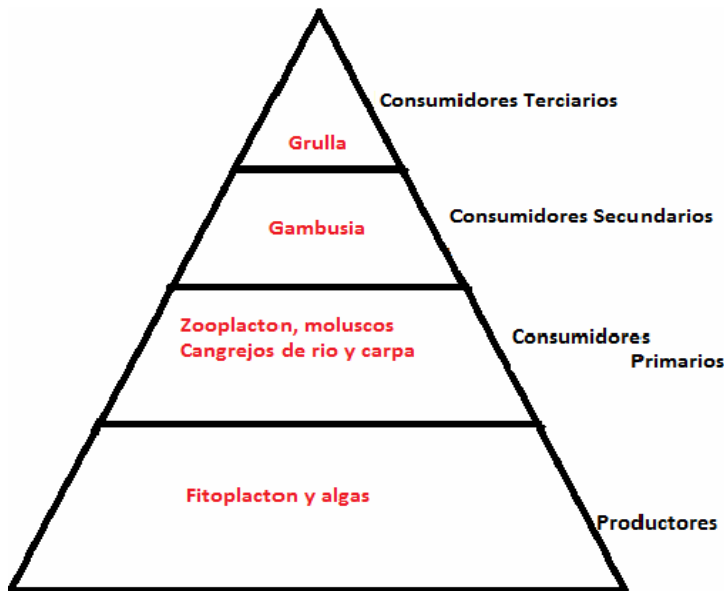 Consumidores Terciarios
Grulla
Consumidores Secundarios
Gambusia
Zooplacton, moluscos
Cangrejos de rio y carpa
Consumidores
Primarios
Fitoplacton y algas
Productores